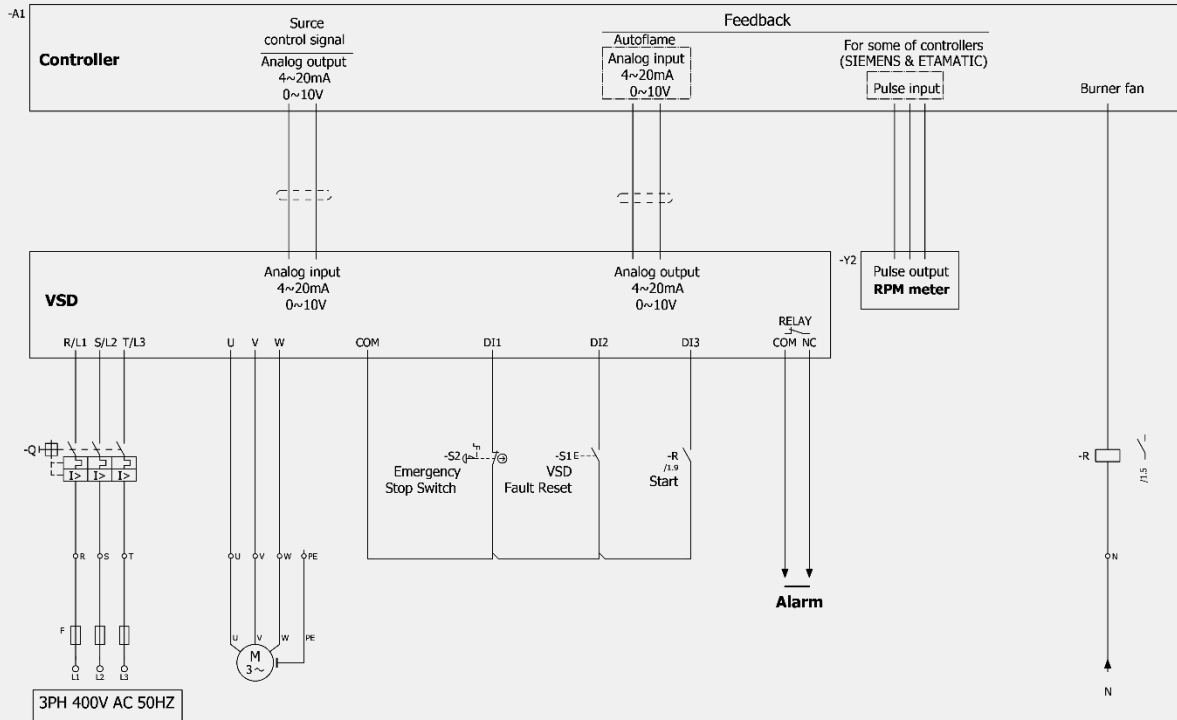 -A1
Controller
Surce
control signal
Analog output
4~20mA
0~10V
Feedback
Autoflame
Analog input
4~20mA
0~10V
For some of controllers
(SIEMENS & ETAMATIC)
Pulse input
Burner fan
VSD
Analog input
4~20mA
0~10V
Analog output
4~20mA
0~10V
-Y2
Pulse output
RPM meter
RELAY
R/L1 S/L2 T/L3 U V W COM DI1 DI2 DI3 COM NC
-Q
I> I> I>
-S2
Emergency
Stop Switch
-S1 E
VSD
Fault Reset
-R
/1.9
Start
-R
/1.5
R S T U V W PE N
Alarm
F
U V W PE
M
3~
L1 L2 L3
N
3PH 400V AC 50HZ